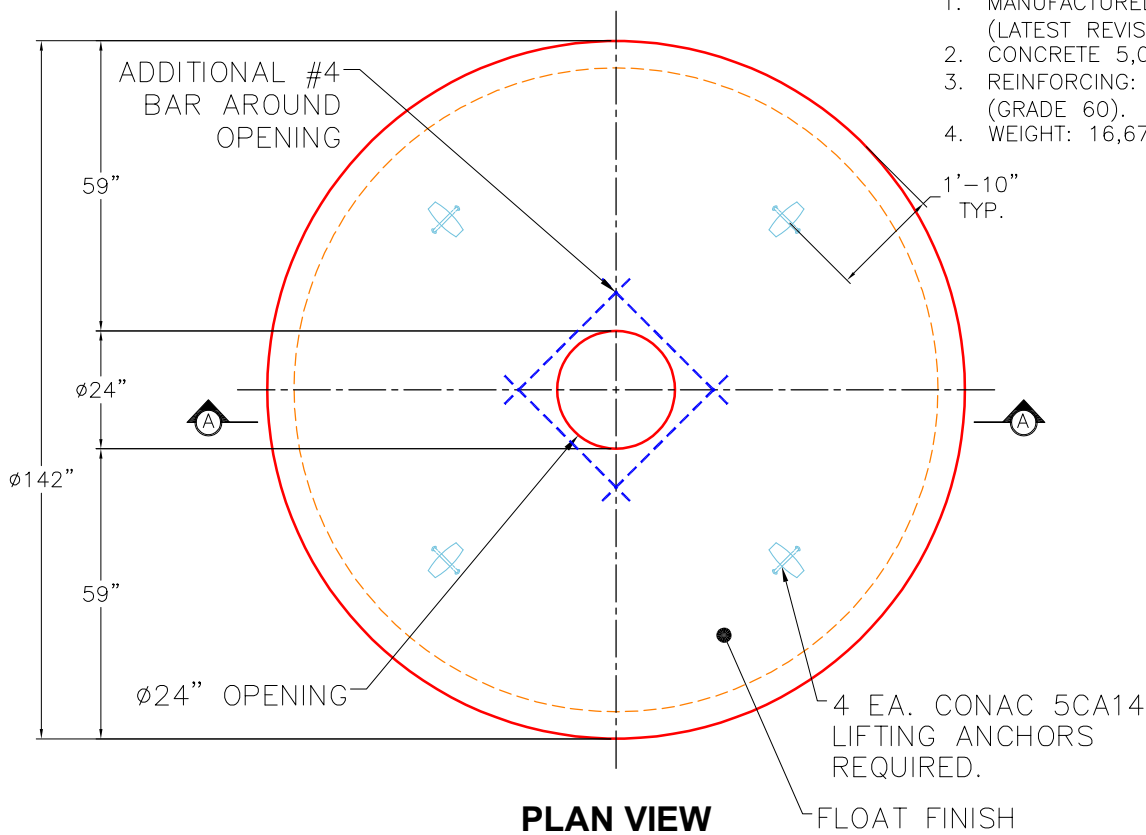 1. MANUFACTURED
(LATEST REVIS
2. CONCRETE 5,0
3. REINFORCING:
(GRADE 60).
4. WEIGHT: 16,67
ADDITIONAL #4
BAR AROUND
OPENING
59"
1'-10"
TYP.
ø24"
A
A
ø142"
59"
ø24" OPENING
4 EA. CONAC 5CA14
LIFTING ANCHORS
REQUIRED.
FLOAT FINISH
PLAN VIEW